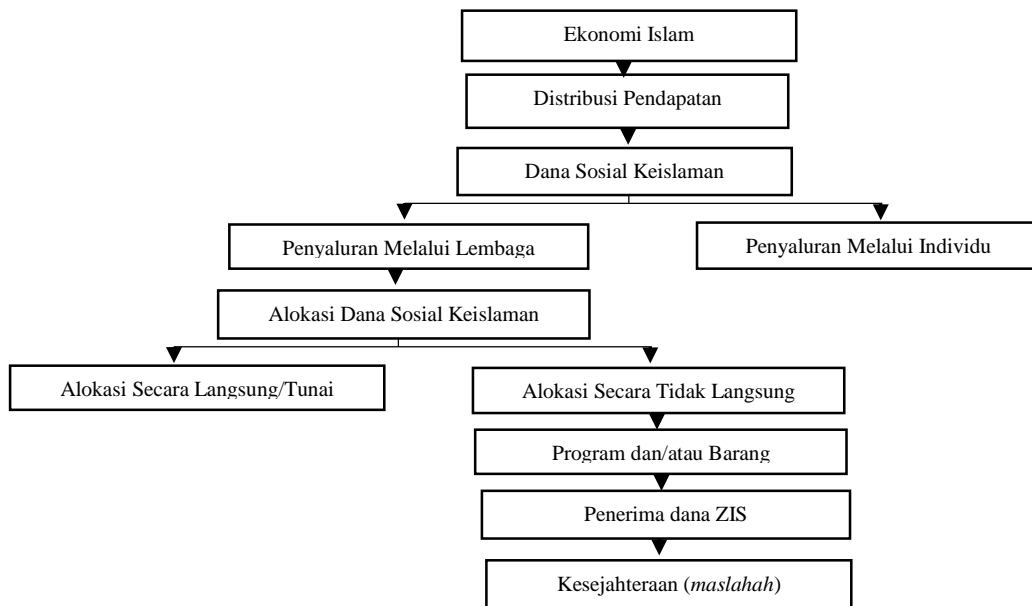 Ekonomi Islam
Distribusi Pendapatan
Dana Sosial Keislaman
Penyaluran Melalui Lembaga
Penyaluran Melalui Individu
Alokasi Dana Sosial Keislaman
Alokasi Secara Langsung/Tunai
Alokasi Secara Tidak Langsung
Program dan/atau Barang
Penerima dana ZIS
Kesejahteraan (maslahah)